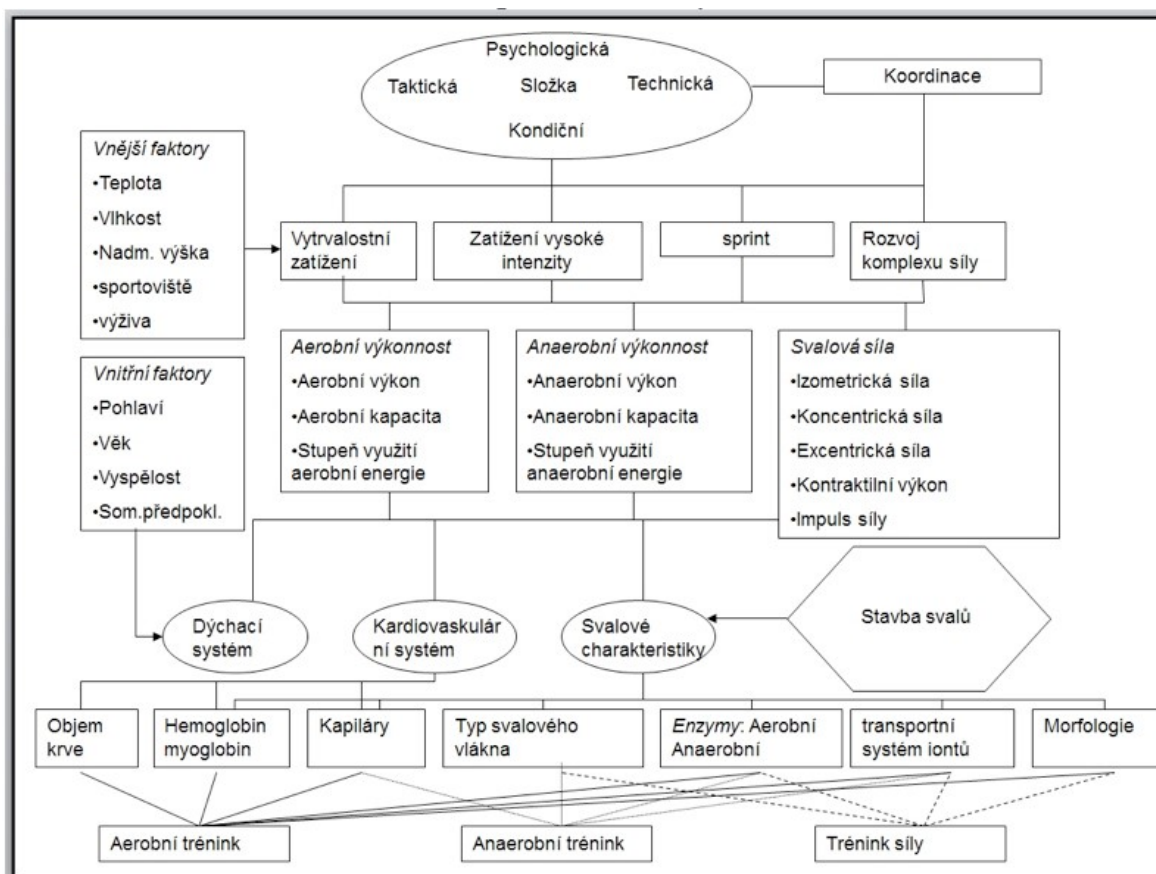 Psychologická
Taktická
Složka
Technická
Kondiční
Koordinace
Vnější faktory
•Teplota
•Vlhkost
•Nadm. výška
•sportoviště
•výživa
Vytrvalostní
zatížení
Zatížení vysoké
intenzity
sprint
Rozvoj
komplexu síly
Vnitřní faktory
•Pohlaví
•Věk
•Vyspělost
•Som.předpokl.
Aerobní výkonnost
•Aerobní výkon
•Aerobní kapacita
•Stupeň využití
aerobní energie
Anaerobní výkonnost
•Anaerobní výkon
•Anaerobní kapacita
•Stupeň využití
anaerobní energie
Svalová síla
•Izometrická síla
•Koncentrická síla
•Excentrická síla
•Kontraktilní výkon
•Impuls síly
Dýchací
systém
Kardiovaskulár
ní systém
Svalové
charakteristiky
Stavba svalů
Objem
krve
Hemoglobin
myoglobin
Kapiláry
Typ svalového
vlákna
Enzymy: Aerobní
Anaerobní
transportní
systém iontů
Morfologie
Aerobní trénink
Anaerobní trénink
Trénink síly